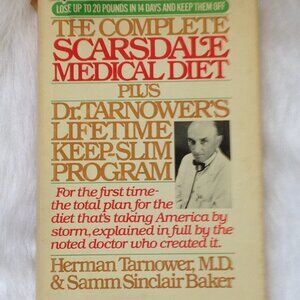 LOSE UP TO 20 POUNDS IN 14 DAYS AND KEEP THEM OFF
THE COMPLETE
SCARSDALE
MEDICAL DIET
PLUS
Dr. TARNOWER'S
LIFETIME
KEEP-SLIM
PROGRAM
For the first time-
the total plan for the
diet that's taking America by
storm, explained in full by the
noted doctor who created it.
Herman Tarnower, M.D.
& Samm Sinclair Baker